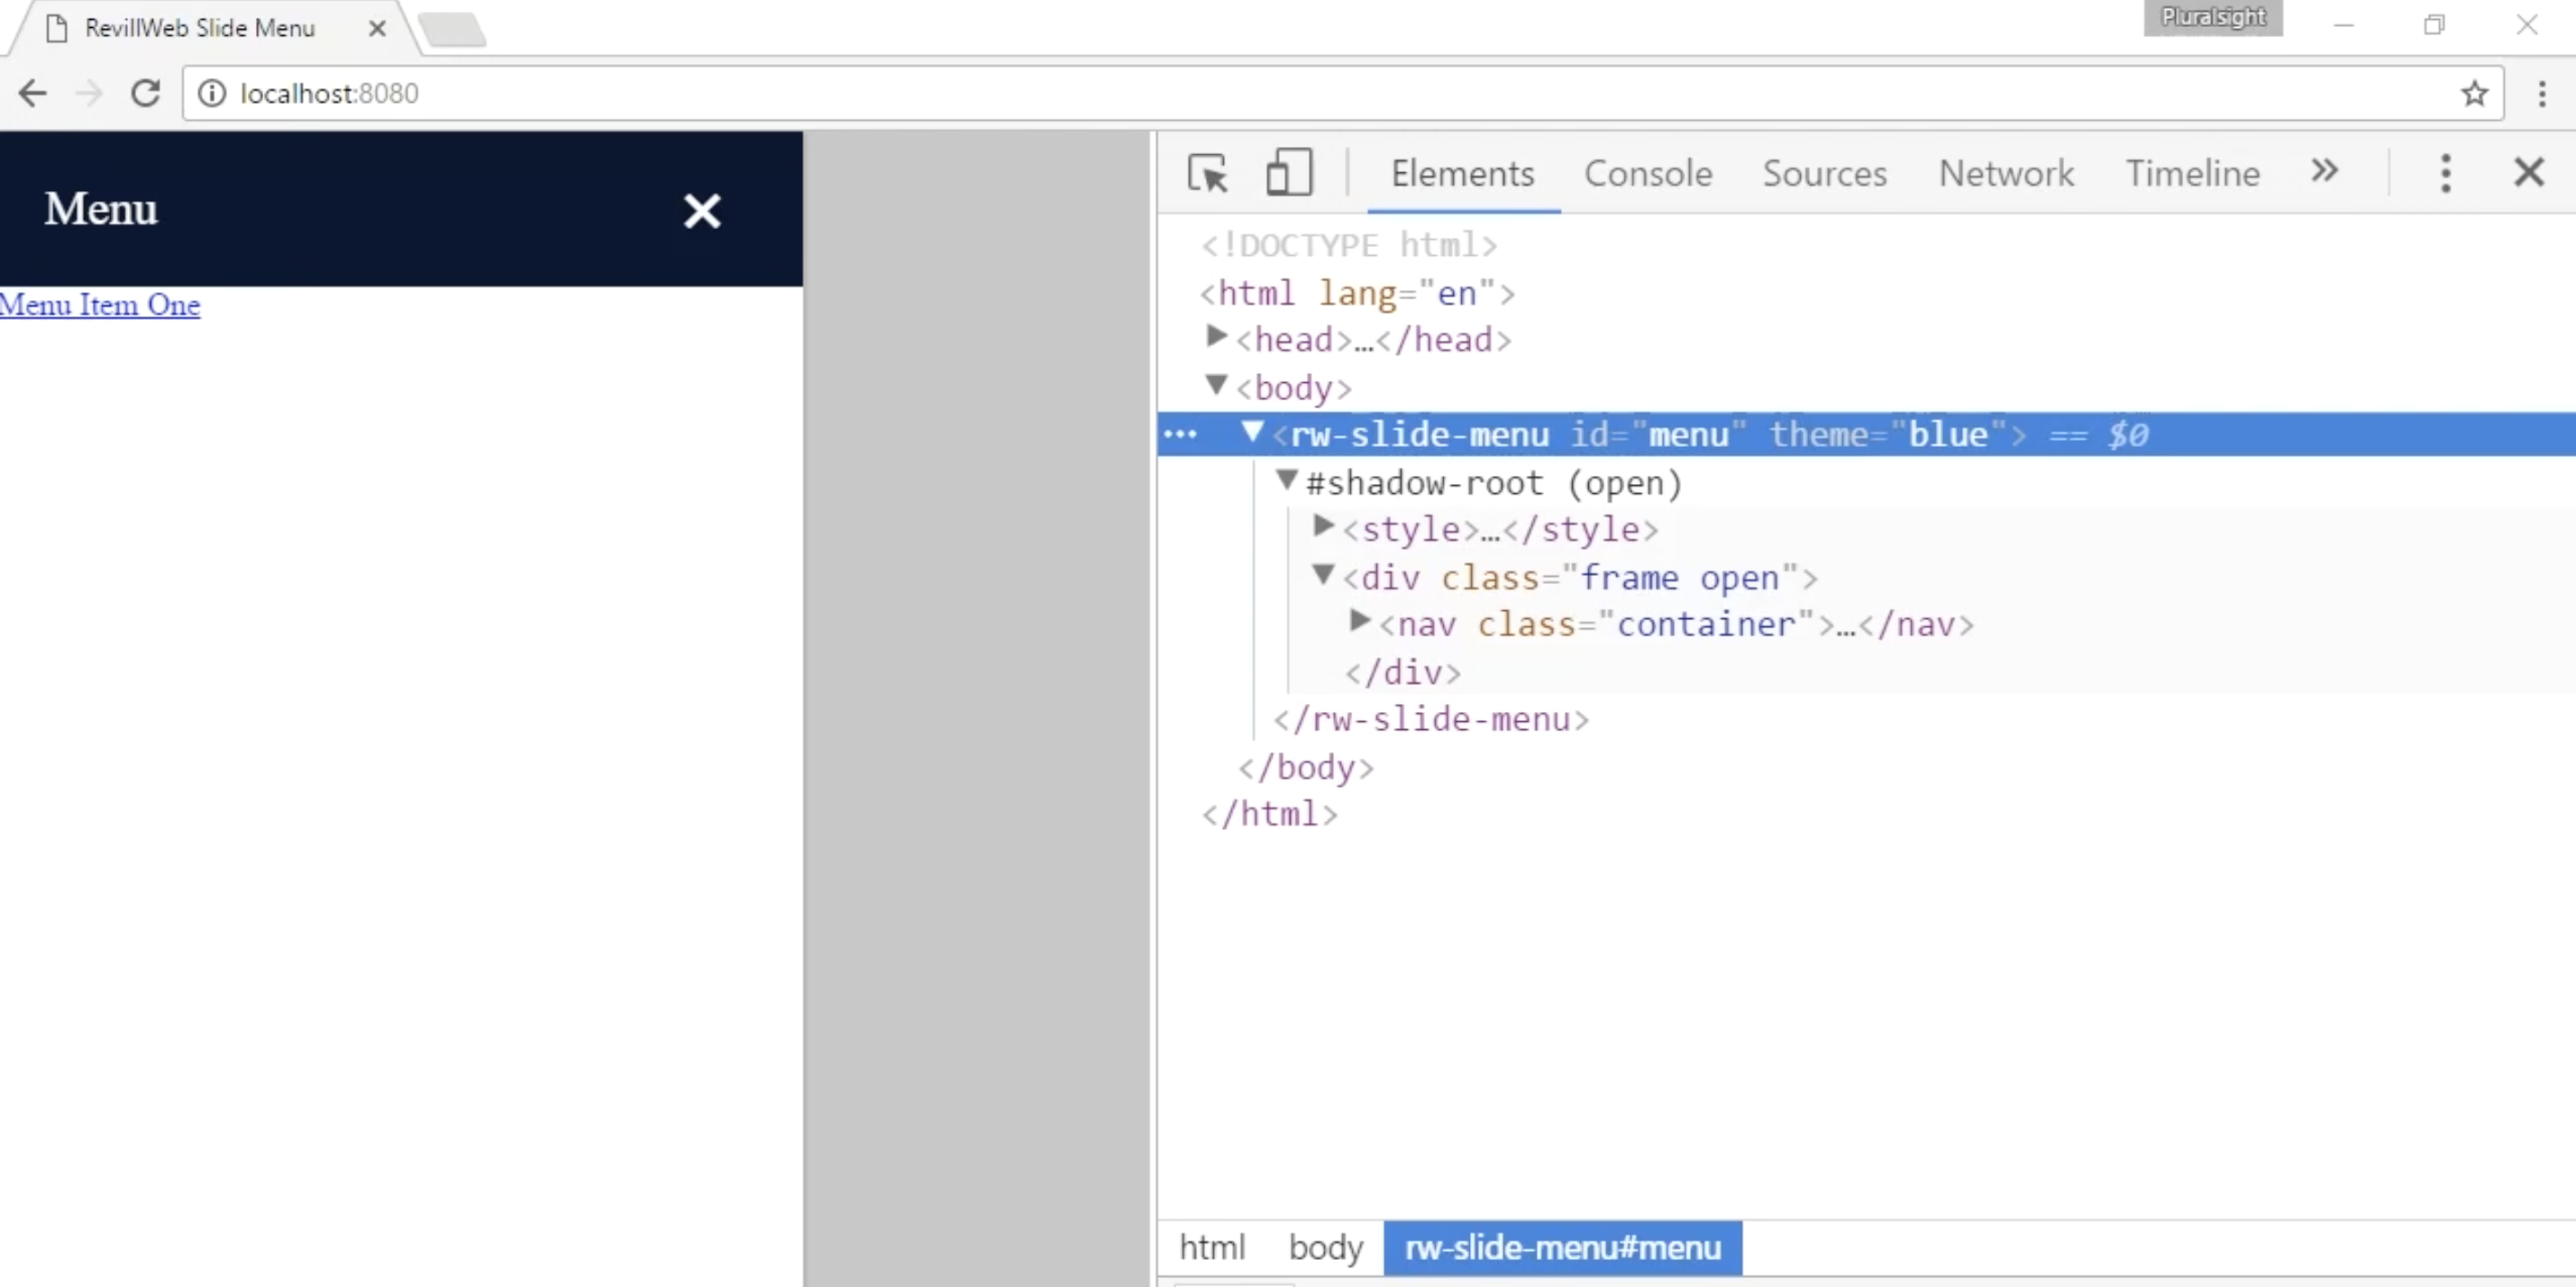 RevillWeb Slide Menu
Pluralsight
localhost:8080
Menu
Menu Item One
Elements Console Sources Network Timeline
<!DOCTYPE html>
<html lang="en">
<head>…</head>
<body>
<rw-slide-menu id="menu" theme="blue"> == $0
#shadow-root (open)
<style>…</style>
<div class="frame open">
<nav class="container">…</nav>
</div>
</rw-slide-menu>
</body>
</html>
html body rw-slide-menu#menu